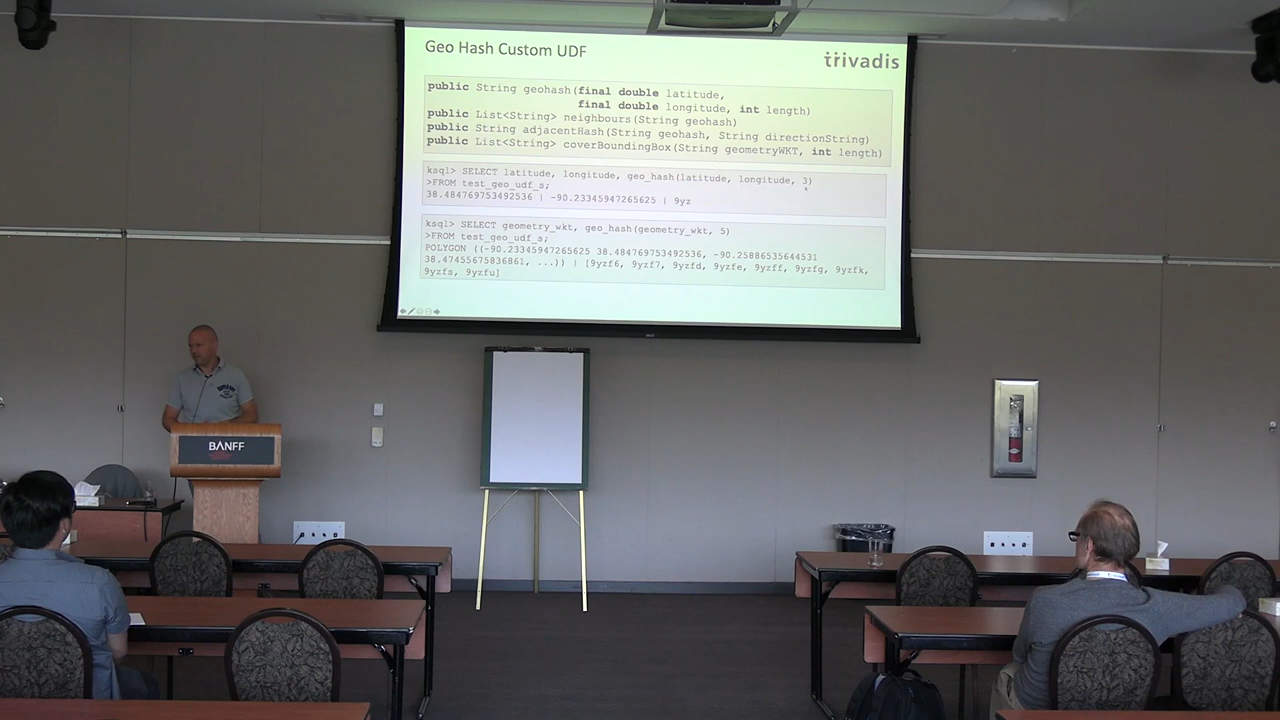 Geo Hash Custom UDF
trivadis
public String geohash(final double latitude,
final double longitude, int length)
public List<String> neighbours(String geohash)
public String adjacentHash(String geohash, String directionString)
public List<String> coverBoundingBox(String geometryWKT, int length)
ksql> SELECT latitude, longitude, geo_hash(latitude, longitude, 3)
>FROM test_geo_udf_s;
38.484769753492536 | -90.23345947265625 | 9yz
ksql> SELECT geometry_wkt, geo_hash(geometry_wkt, 5)
>FROM test_geo_udf_s;
POLYGON ((-90.23345947265625 38.484769753492536, -90.25886535644531
38.47455675836861, ...)) | [9yzf6, 9yzf7, 9yzfd, 9yzfe, 9yzff, 9yzfg, 9yzfk,
9yzfs, 9yzfu]
BANFF